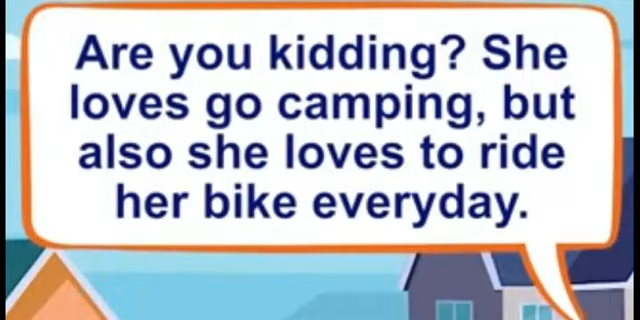 Are you kidding? She
loves go camping, but
also she loves to ride
her bike everyday.